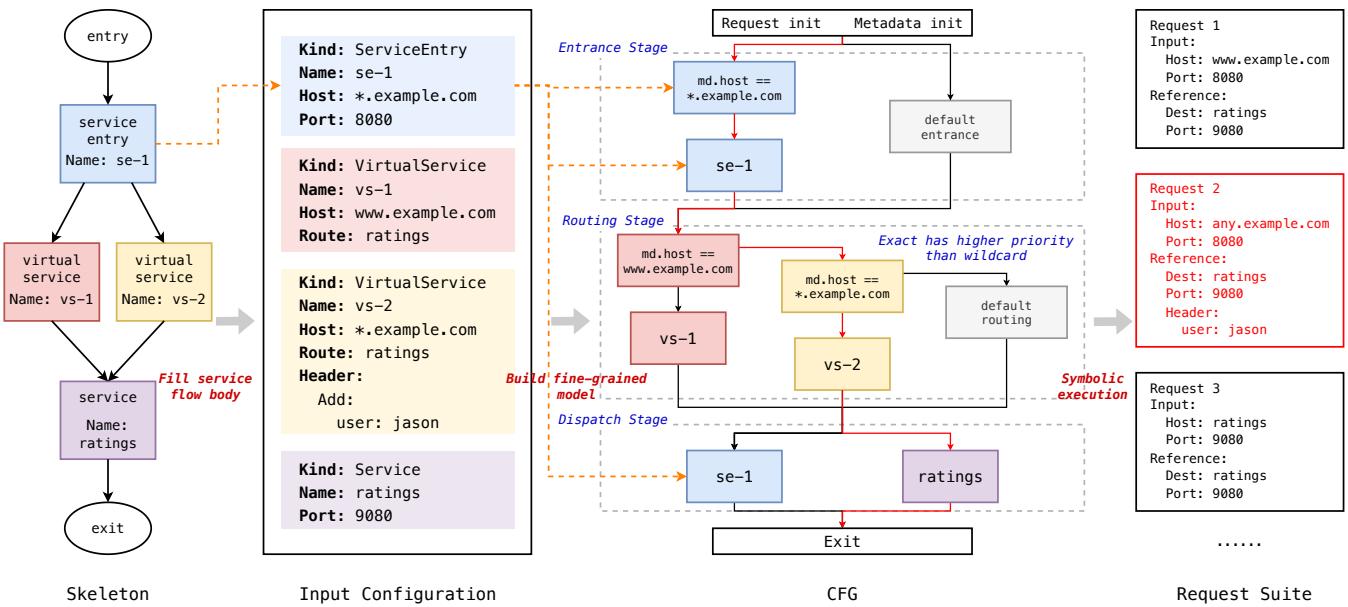 entry
service
entry
Name: se-1
virtual
service
Name: vs-1
virtual
service
Name: vs-2
service
Name:
ratings
exit
Skeleton
Fill service
flow body
Kind: ServiceEntry
Name: se-1
Host: *.example.com
Port: 8080
Kind: VirtualService
Name: vs-1
Host: www.example.com
Route: ratings
Kind: VirtualService
Name: vs-2
Host: *.example.com
Route: ratings
Header:
Add:
user: jason
Kind: Service
Name: ratings
Port: 9080
Input Configuration
Build fine-grained
model
Request init Metadata init
Entrance Stage
md.host ==
*.example.com
default
entrance
se-1
Routing Stage
md.host ==
www.example.com
Exact has higher priority
than wildcard
md.host ==
*.example.com
default
routing
vs-1
vs-2
Dispatch Stage
se-1
ratings
Exit
CFG
Symbolic
execution
Request 1
Input:
Host: www.example.com
Port: 8080
Reference:
Dest: ratings
Port: 9080
Request 2
Input:
Host: any.example.com
Port: 8080
Reference:
Dest: ratings
Port: 9080
Header:
user: jason
Request 3
Input:
Host: ratings
Port: 9080
Reference:
Dest: ratings
Port: 9080
......
Request Suite